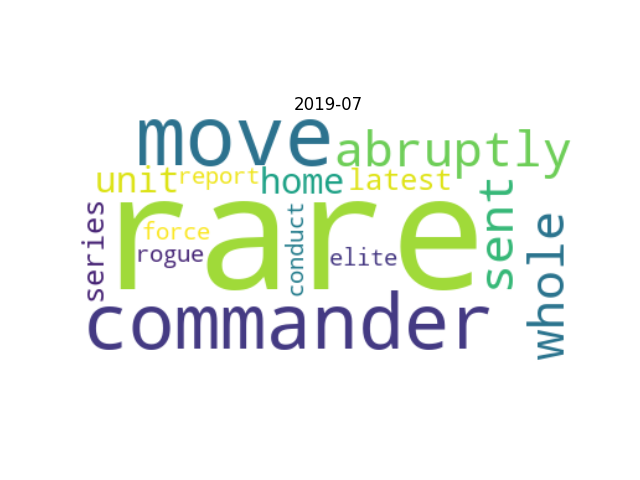 2019-07
move
abruptly
unit
report
home
latest
rare
series
force
rogue
conduct
elite
sent
whole
commander